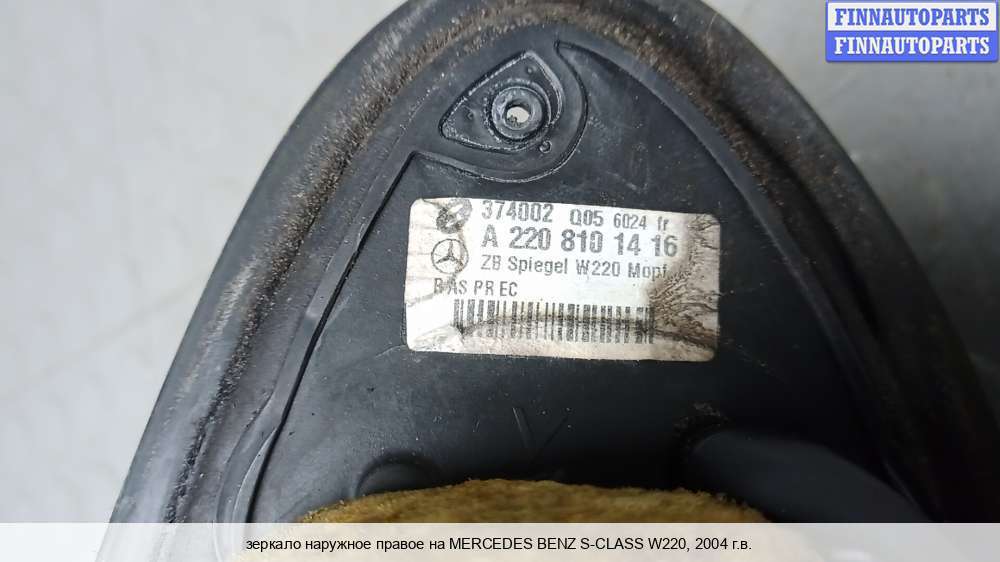 FINNAUTOPARTS
FINNAUTOPARTS
374002 Q05 6024 fr
A 220 810 14 16
ZB Spiegel W220 Mopf
R AS PR EC
зеркало наружное правое на MERCEDES BENZ S-CLASS W220, 2004 г.в.